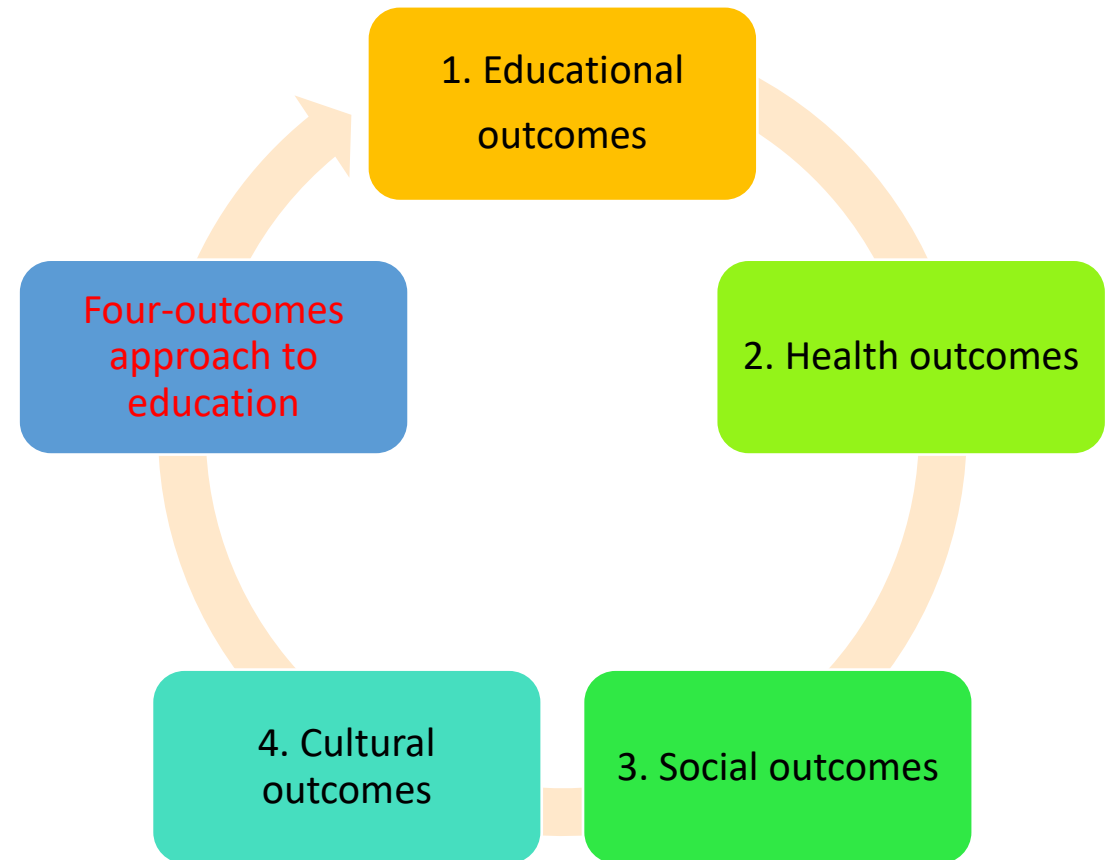 1. Educational
outcomes
2. Health outcomes
3. Social outcomes
4. Cultural
outcomes
Four-outcomes
approach to
education